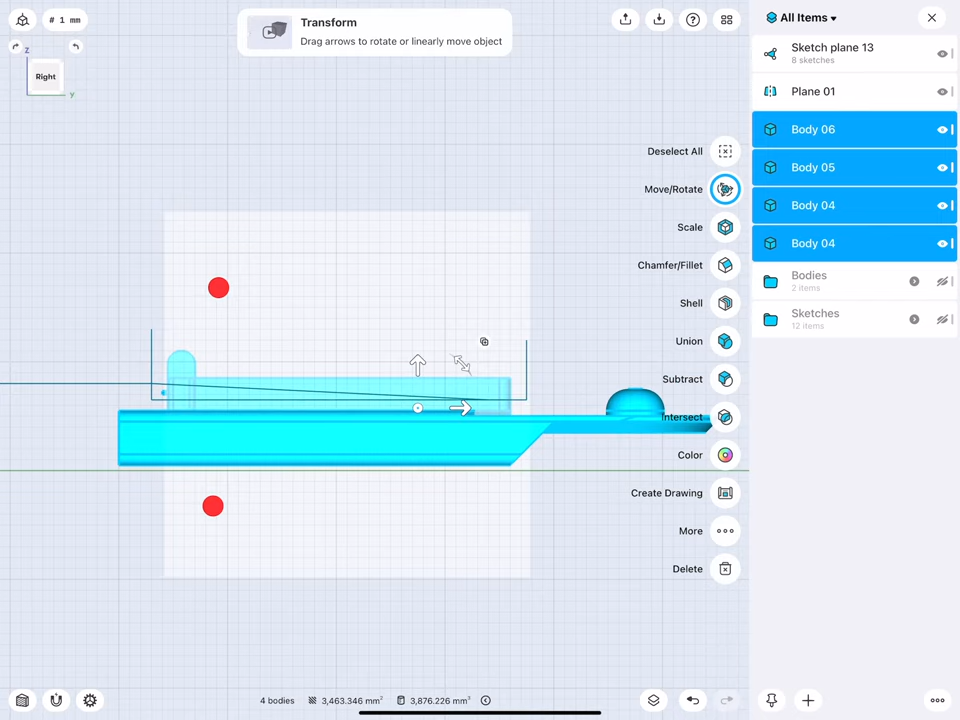 # 1 mm
Transform
Drag arrows to rotate or linearly move object
z
Right
y
Deselect All
Move/Rotate
Scale
Chamfer/Fillet
Shell
Union
Subtract
Intersect
Color
Create Drawing
More
Delete
All Items
Sketch plane 13
8 sketches
Plane 01
Body 06
Body 05
Body 04
Body 04
Bodies
2 items
Sketches
12 items
4 bodies
3,463.346 mm²
3,876.226 mm³